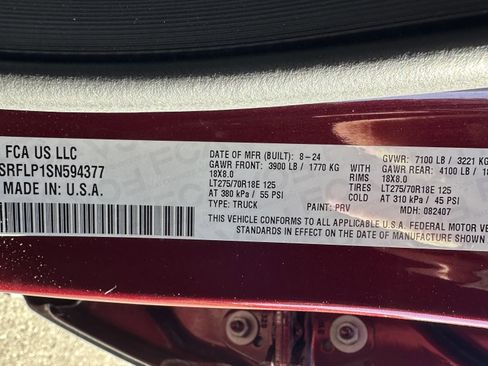 FCA US LLC
SRFLP1SN594377
MADE IN U.S.A.
DATE OF MFR (BUILT): 8-24
GAWR FRONT: 3900 LB / 1770 KG
18X8.0
LT275/70R18E 125
AT 380 kPa / 55 PSI
TYPE: TRUCK
GVWR: 7100 LB / 3221 KG
GAWR REAR: 4100 LB / 18
RIMS 18X8.0
TIRES LT275/70R18E 125
COLD AT 310 kPa / 45 PSI
PAINT: PRV MDH: 082407
THIS VEHICLE CONFORMS TO ALL APPLICABLE U.S.A. FEDERAL MOTOR VEHI
STANDARDS IN EFFECT ON THE DATE OF MANUFACTURE SHOWN